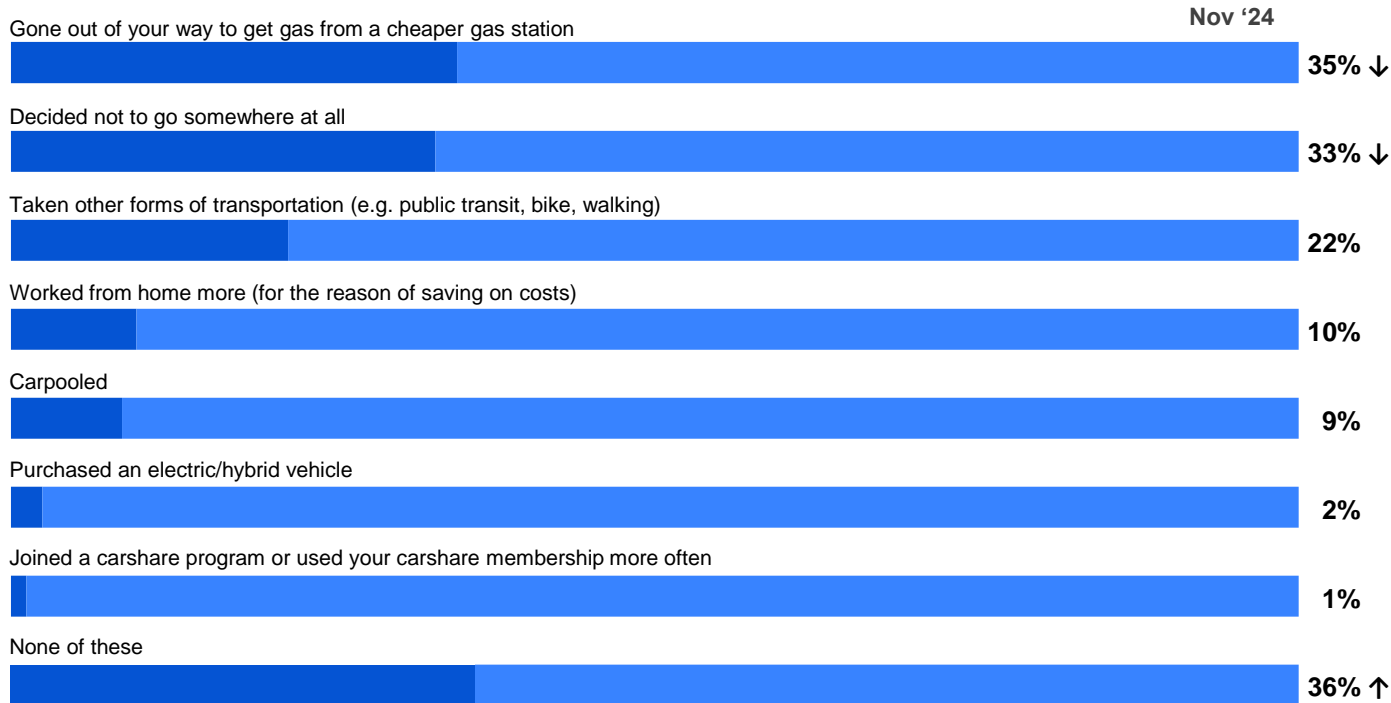 Nov ‘24
Gone out of your way to get gas from a cheaper gas station
35% ↓
Decided not to go somewhere at all
33% ↓
Taken other forms of transportation (e.g. public transit, bike, walking)
22%
Worked from home more (for the reason of saving on costs)
10%
Carpooled
9%
Purchased an electric/hybrid vehicle
2%
Joined a carshare program or used your carshare membership more often
1%
None of these
36% ↑